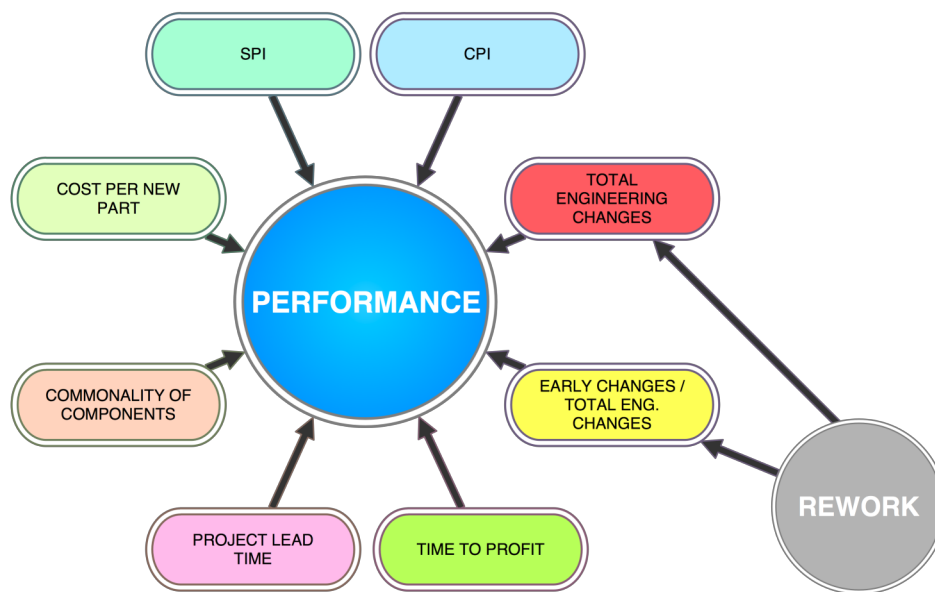 SPI
CPI
COST PER NEW
PART
TOTAL
ENGINEERING
CHANGES
PERFORMANCE
COMMONALITY OF
COMPONENTS
EARLY CHANGES /
TOTAL ENG.
CHANGES
REWORK
PROJECT LEAD
TIME
TIME TO PROFIT